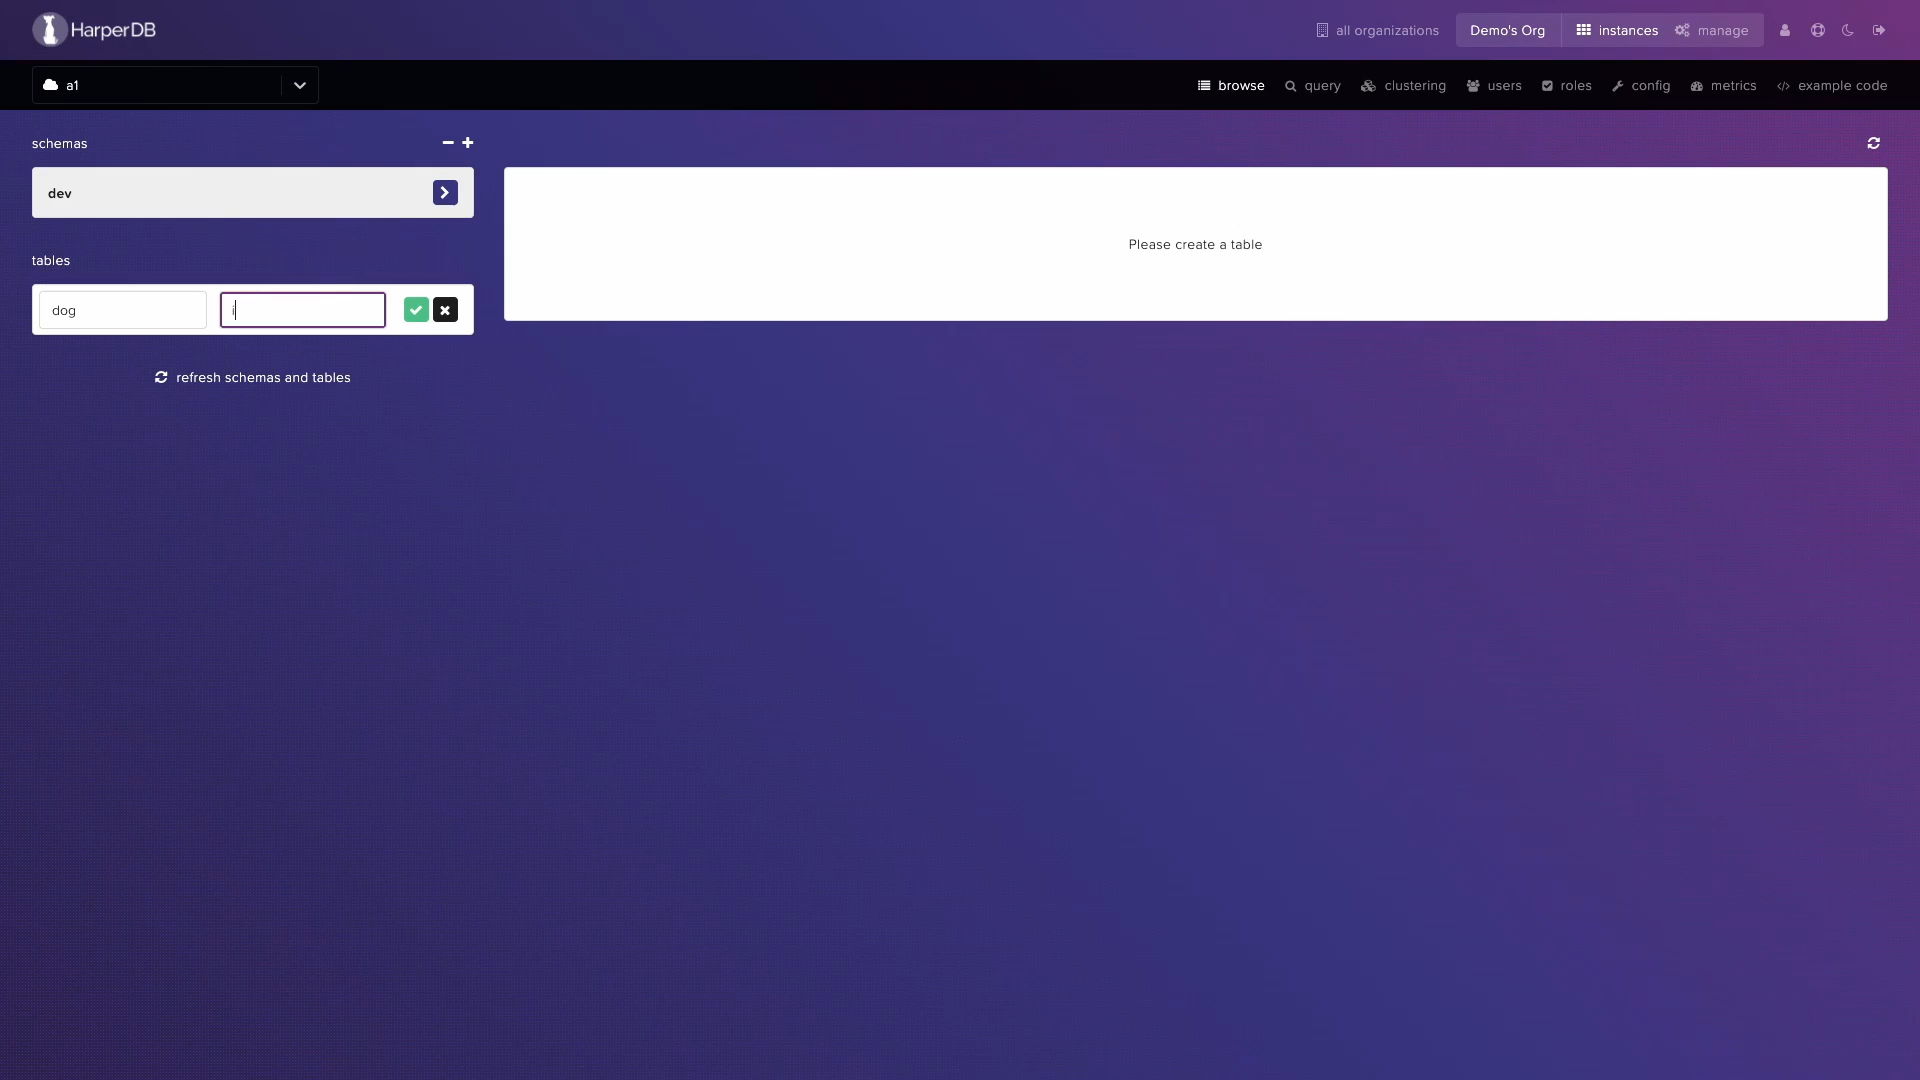 HarperDB
all organizations
Demo's Org
instances
manage
a1
browse
query
clustering
users
roles
config
metrics
example code
schemas
dev
Please create a table
tables
dog
i
refresh schemas and tables